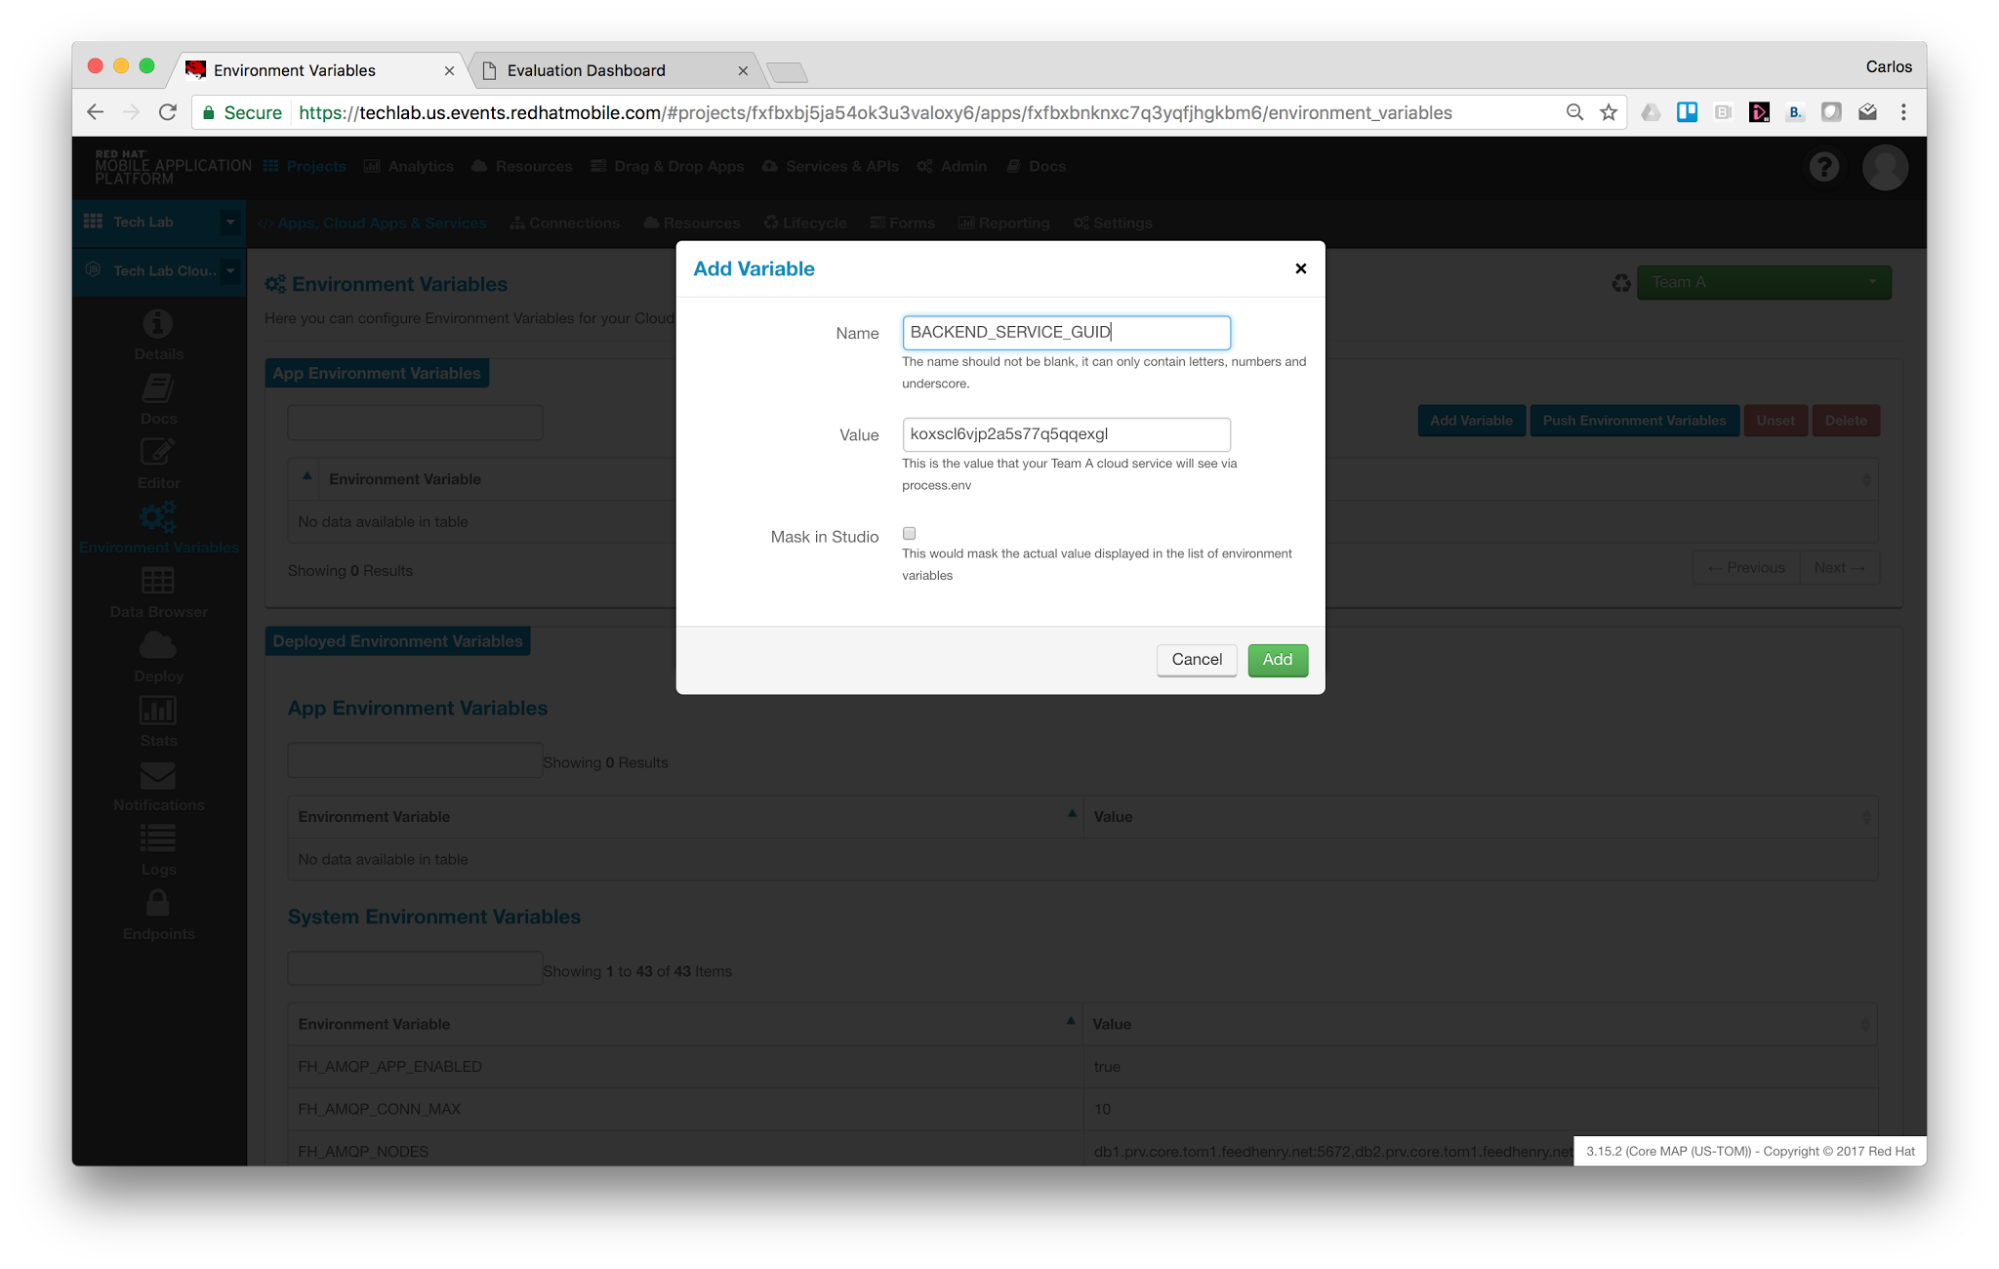 Environment Variables
Evaluation Dashboard
Carlos
Secure https://techlab.us.events.redhatmobile.com/#projects/fxfbxbj5ja54ok3u3valoxy6/apps/fxfbxbnknxc7q3yqfjhgkbm6/environment_variables
RED HAT
MOBILE APPLICATION
PLATFORM
Projects Analytics Resources Drag & Drop Apps Services & APIs Admin Docs
Tech Lab
Apps, Cloud Apps & Services Connections Resources Lifecycle Forms Reporting Settings
Tech Lab Clou..
Details
Docs
Editor
Environment Variables
Data Browser
Deploy
Stats
Notifications
Logs
Endpoints
Environment Variables
Team A
Here you can configure Environment Variables for your Cloud
App Environment Variables
Add Variable Push Environment Variables Unset Delete
Environment Variable
No data available in table
Showing 0 Results
← Previous Next →
Add Variable
Name
BACKEND_SERVICE_GUID
The name should not be blank, it can only contain letters, numbers and
underscore.
Value
koxscl6vjp2a5s77q5qqexgl
This is the value that your Team A cloud service will see via
process.env
Mask in Studio
This would mask the actual value displayed in the list of environment
variables
Cancel Add
Deployed Environment Variables
App Environment Variables
Showing 0 Results
Environment Variable Value
No data available in table
System Environment Variables
Showing 1 to 43 of 43 Items
Environment Variable Value
FH_AMQP_APP_ENABLED true
FH_AMQP_CONN_MAX 10
FH_AMQP_NODES db1.prv.core.tom1.feedhenry.net:5672,db2.prv.core.tom1.feedhenry.net
3.15.2 (Core MAP (US-TOM)) - Copyright © 2017 Red Hat